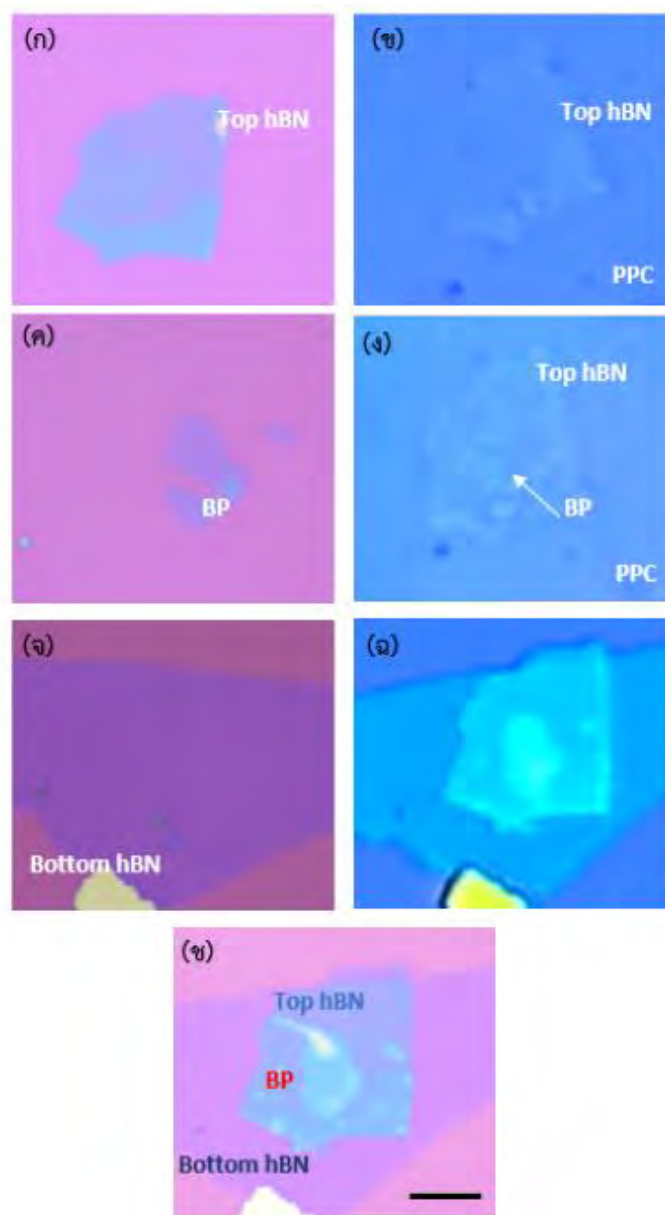 (ก)
Top hBN
(ข)
Top hBN
PPC
(ค)
BP
(ง)
Top hBN
BP
PPC
(จ)
Bottom hBN
(ฉ)
(ช)
Top hBN
BP
Bottom hBN